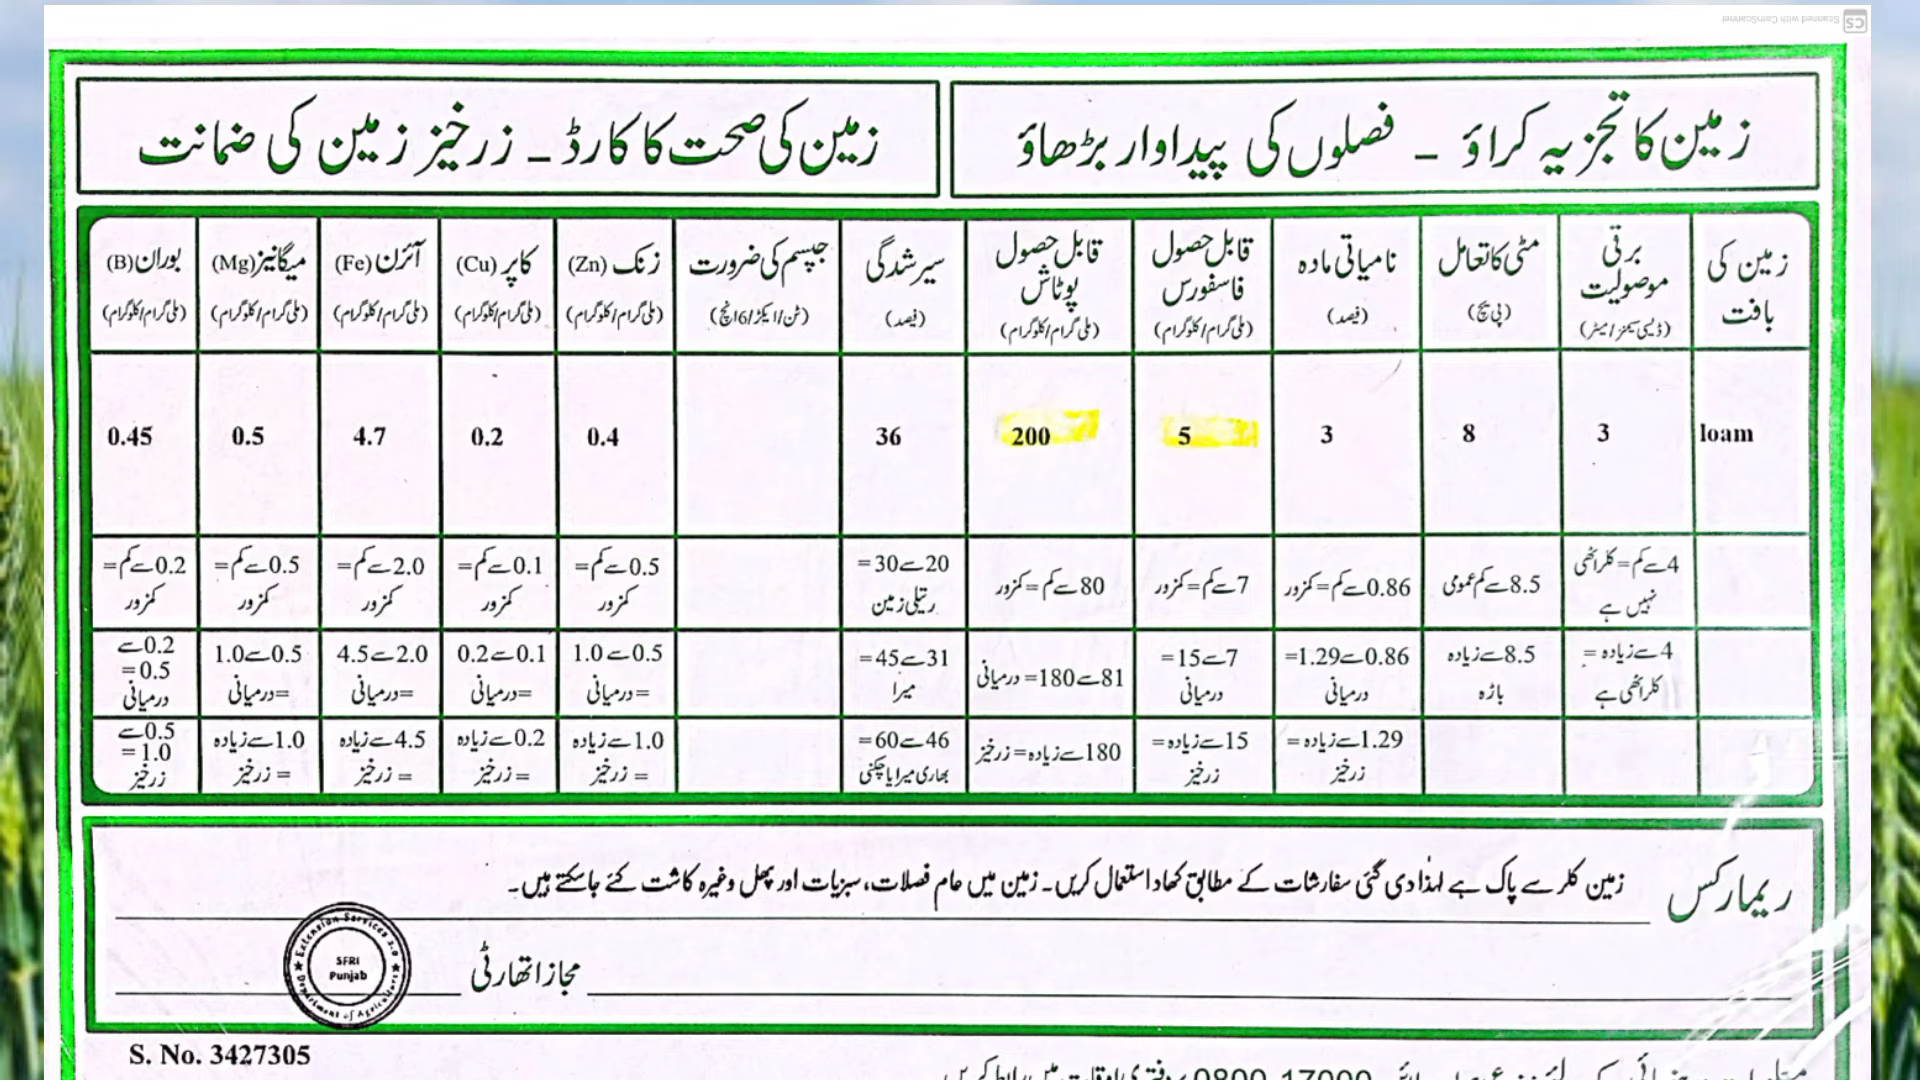 Scanned with CamScanner
CS
زمین کا تجزیہ کراؤ ۔ فصلوں کی پیداوار بڑھاؤ
زمین کی صحت کا کارڈ ۔ زرخیز زمین کی ضمانت
زمین کی بافت
برقی موصولیت (ڈیسی سیمنز/میٹر)
مٹی کا تعامل (پی ایچ)
نامیاتی مادہ (فیصد)
قابل حصول فاسفورس (ملی گرام/کلوگرام)
قابل حصول پوٹاش (ملی گرام/کلوگرام)
سیر شدگی (فیصد)
جپسم کی ضرورت (ٹن/ایکڑ/6انچ)
زنک (Zn) (ملی گرام/کلوگرام)
کاپر (Cu) (ملی گرام/کلوگرام)
آئرن (Fe) (ملی گرام/کلوگرام)
میگانیز (Mg) (ملی گرام/کلوگرام)
بوران (B) (ملی گرام/کلوگرام)
loam 3 8 3 5 200 36 0.4 0.2 4.7 0.5 0.45
4 سے کم = کلراٹھی نہیں ہے
8.5 سے کم عمومی
0.86 سے کم = کمزور
7 سے کم = کمزور
80 سے کم = کمزور
20 سے 30 = ریتلی زمین
0.5 سے کم = کمزور
0.1 سے کم = کمزور
2.0 سے کم = کمزور
0.5 سے کم = کمزور
0.2 سے کم = کمزور
4 سے زیادہ = کلراٹھی ہے
8.5 سے زیادہ باڑہ
0.86 سے 1.29 = درمیانی
7 سے 15 = درمیانی
81 سے 180 = درمیانی
31 سے 45 = میرا
0.5 سے 1.0 = درمیانی
0.1 سے 0.2 = درمیانی
2.0 سے 4.5 = درمیانی
0.5 سے 1.0 = درمیانی
0.2 سے 0.5 = درمیانی
1.29 سے زیادہ = زرخیز
15 سے زیادہ = زرخیز
180 سے زیادہ = زرخیز
46 سے 60 = بھاری میرا یا چکنی
1.0 سے زیادہ = زرخیز
0.2 سے زیادہ = زرخیز
4.5 سے زیادہ = زرخیز
1.0 سے زیادہ = زرخیز
0.5 سے 1.0 = زرخیز
ریمارکس زمین کلر سے پاک ہے لہٰذا دی گئی سفارشات کے مطابق کھاد استعمال کریں۔ زمین میں عام فصلات، سبزیات اور پھل وغیرہ کاشت کئے جا سکتے ہیں۔
مجاز اتھارٹی
Extension Services 2.0
SFRI
Punjab
Department of Agriculture
S. No. 3427305
0800-17000